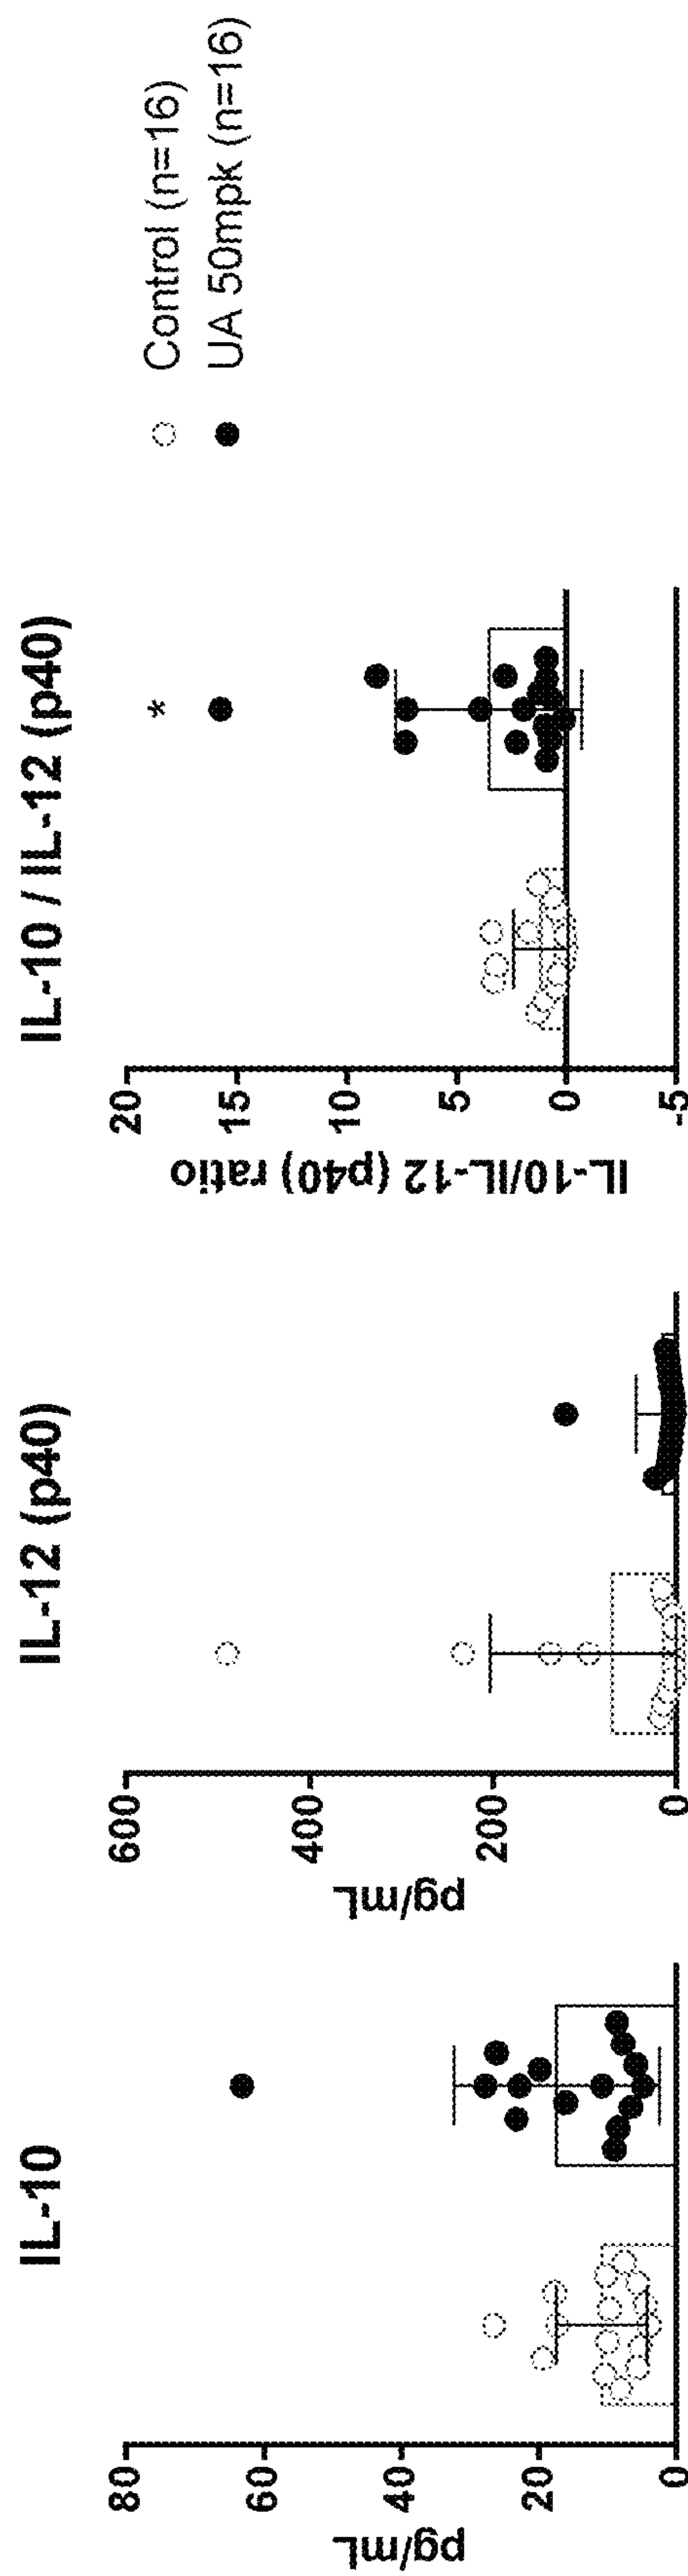 IL-10
80
60
40
20
0
pg/mL
IL-12 (p40)
600
400
200
0
pg/mL
IL-10 / IL-12 (p40)
*
20
15
10
5
0
-5
IL-10/IL-12 (p40) ratio
Control (n=16)
UA 50mpk (n=16)